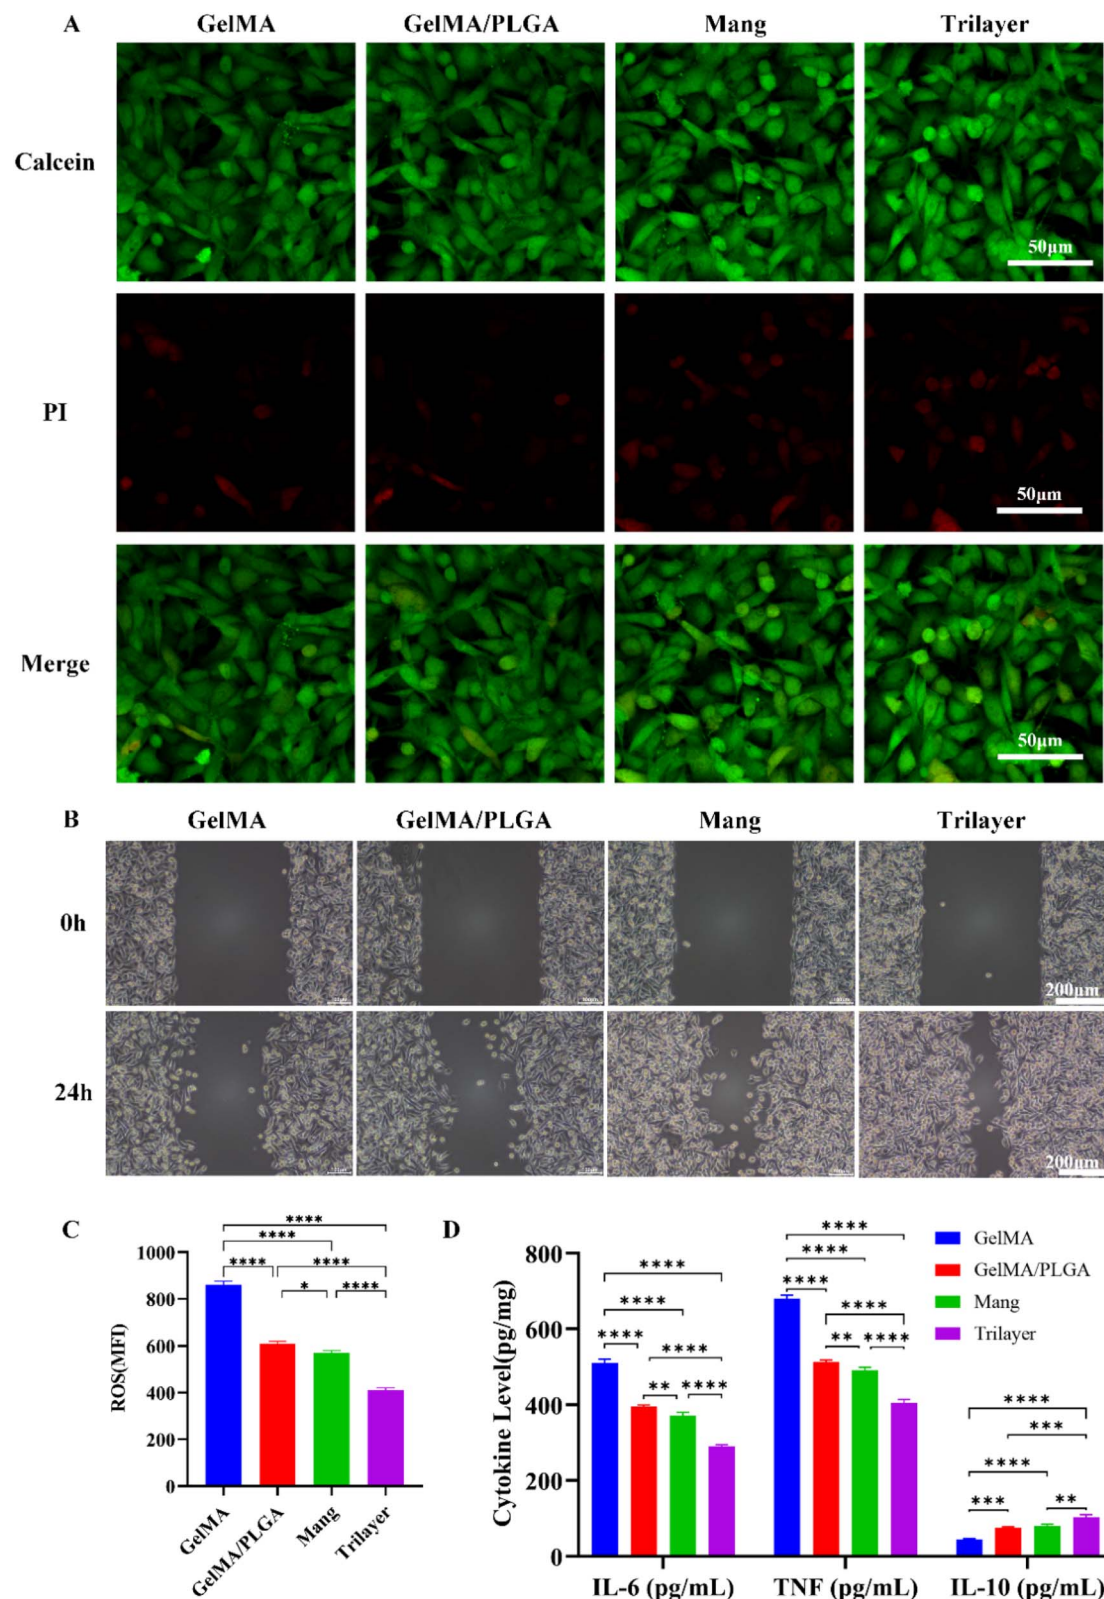 A GelMA GelMA/PLGA Mang Trilayer
Calcein
50μm
PI
50μm
Merge
50μm
B GelMA GelMA/PLGA Mang Trilayer
0h
200μm
24h
200μm
C
**** 
****
**** ****
* ****
ROS(MFI)
1000
800
600
400
200
0
GelMA
GelMA/PLGA
Mang
Trilayer
D
GelMA
GelMA/PLGA
Mang
Trilayer
Cytokine Level(pg/mg)
800
600
400
200
0
****
****
****
****
** ****
****
****
****
****
** ****
****
***
****
*** **
IL-6 (pg/mL) TNF (pg/mL) IL-10 (pg/mL)